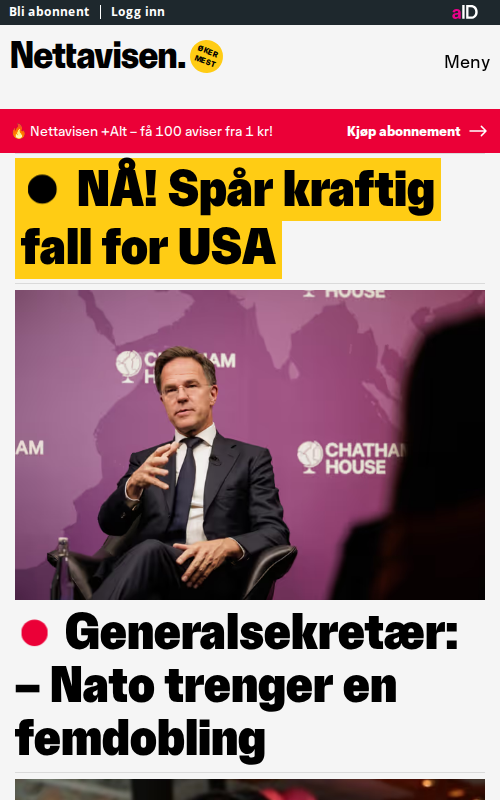 Bli abonnent Logg inn
aID
Nettavisen.
ØKER
MEST
Meny
🔥 Nettavisen +Alt – få 100 aviser fra 1 kr!
Kjøp abonnement →
● NÅ! Spår kraftig
fall for USA
CHATHAM
HOUSE
AM
CHATHAM
HOUSE
● Generalsekretær:
– Nato trenger en
femdobling